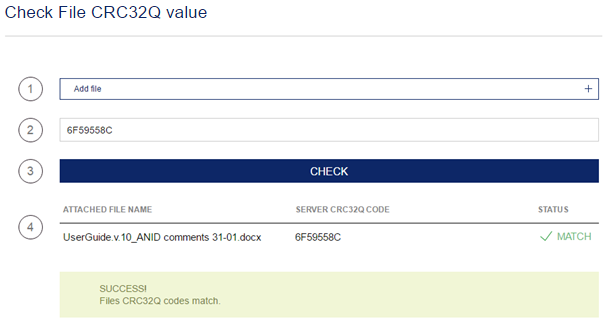 Check File CRC32Q value
1
Add file +
2
6F59558C
3
CHECK
ATTACHED FILE NAME SERVER CRC32Q CODE STATUS
4
UserGuide.v.10_ANID comments 31-01.docx 6F59558C MATCH
SUCCESS!
Files CRC32Q codes match.